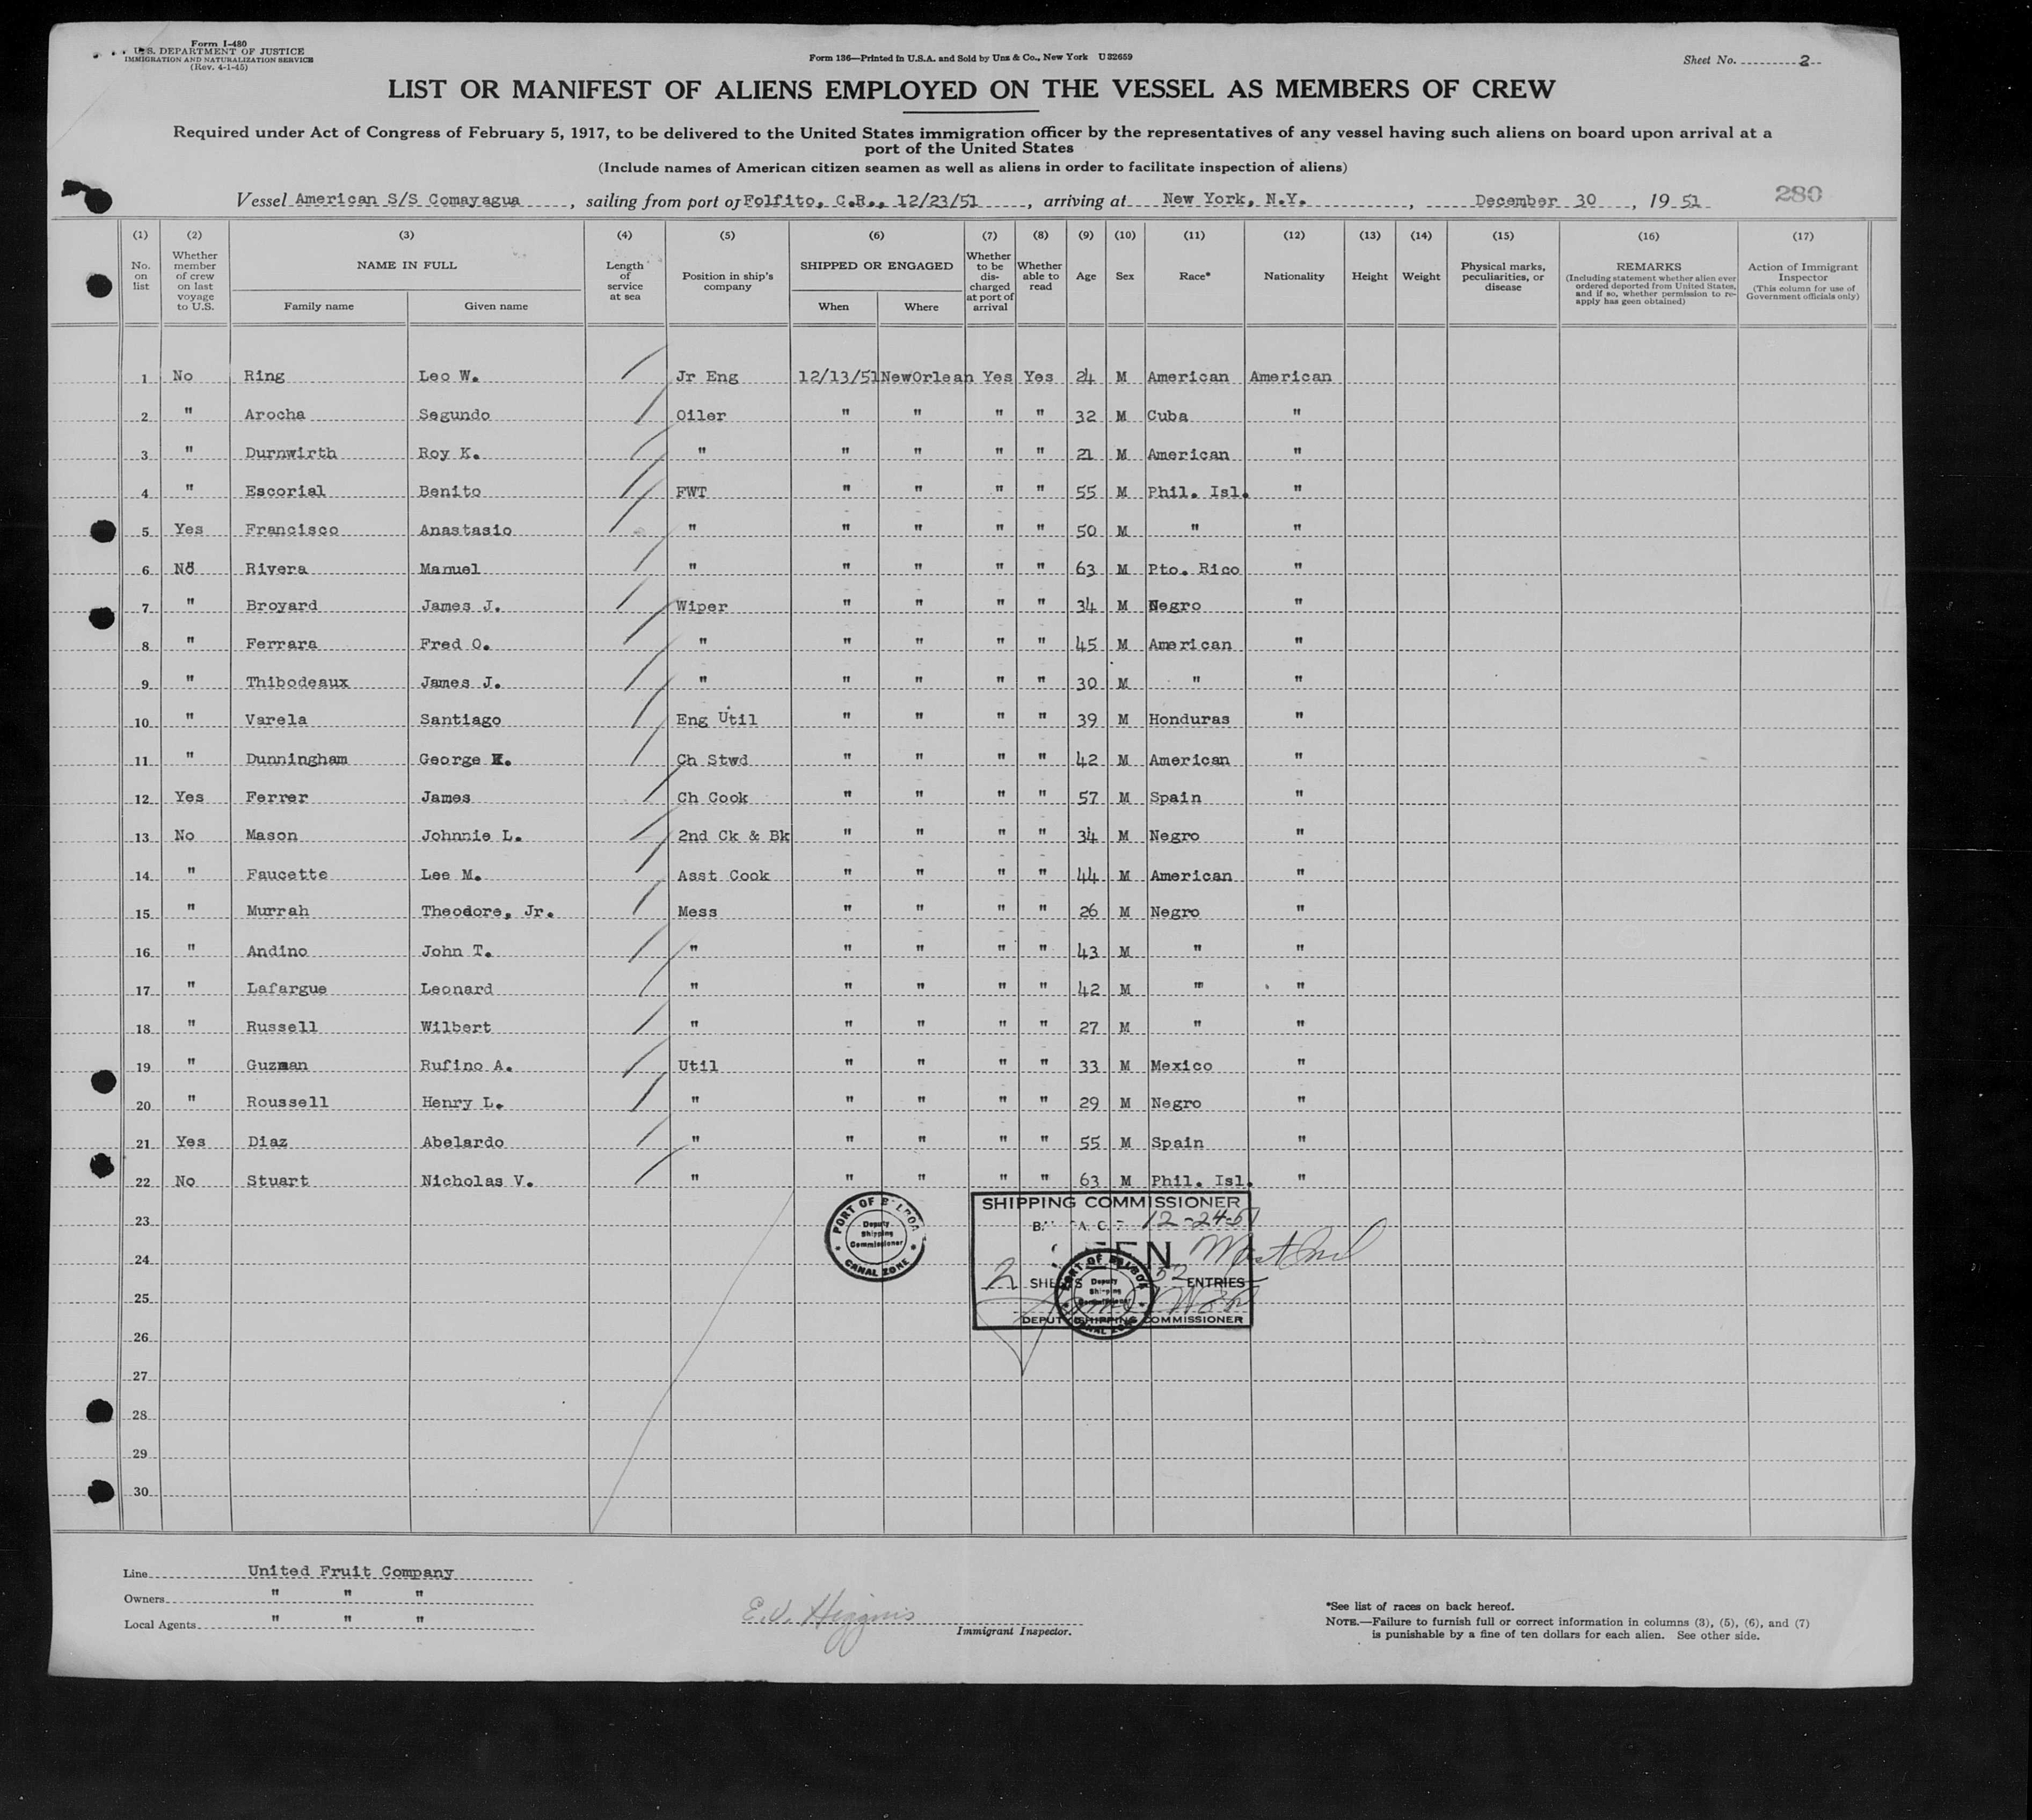 Form I-480
U.S. DEPARTMENT OF JUSTICE
IMMIGRATION AND NATURALIZATION SERVICE
(Rev. 4-1-45)
Form 136—Printed in U.S.A. and Sold by Unz & Co., New York U 32659
Sheet No. 2
LIST OR MANIFEST OF ALIENS EMPLOYED ON THE VESSEL AS MEMBERS OF CREW
Required under Act of Congress of February 5, 1917, to be delivered to the United States immigration officer by the representatives of any vessel having such aliens on board upon arrival at a
port of the United States
(Include names of American citizen seamen as well as aliens in order to facilitate inspection of aliens)
Vessel American S/S Comayagua, sailing from port of Folfito, C.R., 12/23/51, arriving at New York, N.Y., December 30, 1951 280
(1) (2) (3) (4) (5) (6) (7) (8) (9) (10) (11) (12) (13) (14) (15) (16) (17)
No. on list
Whether member of crew on last voyage to U.S.
NAME IN FULL
Family name Given name
Length of service at sea
Position in ship's company
SHIPPED OR ENGAGED
When Where
Whether to be discharged at port of arrival
Whether able to read
Age
Sex
Race*
Nationality
Height
Weight
Physical marks, peculiarities, or disease
REMARKS
(Including statement whether alien ever ordered deported from United States, and if so, whether permission to re-apply has geen obtained)
Action of Immigrant Inspector
(This column for use of Government officials only)
1 No Ring Leo W. Jr Eng 12/13/51 NewOrlean Yes Yes 24 M American American
2 " Arocha Segundo Oiler " " " " 32 M Cuba "
3 " Durnwirth Roy K. " " " " " 21 M American "
4 " Escorial Benito FWT " " " " 55 M Phil. Isl. "
5 Yes Francisco Anastasio " " " " " 50 M " "
6 No Rivera Manuel " " " " " 63 M Pto. Rico "
7 " Broyard James J. Wiper " " " " 34 M Negro "
8 " Ferrara Fred O. " " " " " 45 M American "
9 " Thibodeaux James J. " " " " " 30 M " "
10 " Varela Santiago Eng Util " " " " 39 M Honduras "
11 " Dunningham George Ch Stwd " " " " 42 M American "
12 Yes Ferrer James Ch Cook " " " " 57 M Spain "
13 No Mason Johnnie L. 2nd Ck & Bk " " " " 34 M Negro "
14 " Faucette Lee M. Asst Cook " " " " 44 M American "
15 " Murrah Theodore, Jr. Mess " " " " 26 M Negro "
16 " Andino John T. " " " " " 43 M " "
17 " Lafargue Leonard " " " " " 42 M " "
18 " Russell Wilbert " " " " " 27 M " "
19 " Guzman Rufino A. Util " " " " 33 M Mexico "
20 " Roussell Henry L. " " " " " 29 M Negro "
21 Yes Diaz Abelardo " " " " " 55 M Spain "
22 No Stuart Nicholas V. " " " " " 63 M Phil. Isl. "
23
24
25
26
27
28
29
30
PORT OF BALBOA
Deputy
Shipping
Commissioner
CANAL ZONE
SHIPPING COMMISSIONER
12-24-51
SEEN
2 SHEETS 52 ENTRIES
DEPUTY SHIPPING COMMISSIONER
PORT OF BALBOA
Deputy
Shipping
Commissioner
CANAL ZONE
Line United Fruit Company
Owners " " "
Local Agents " " "
E.V. Higgins
Immigrant Inspector.
*See list of races on back hereof.
NOTE.—Failure to furnish full or correct information in columns (3), (5), (6), and (7)
is punishable by a fine of ten dollars for each alien. See other side.